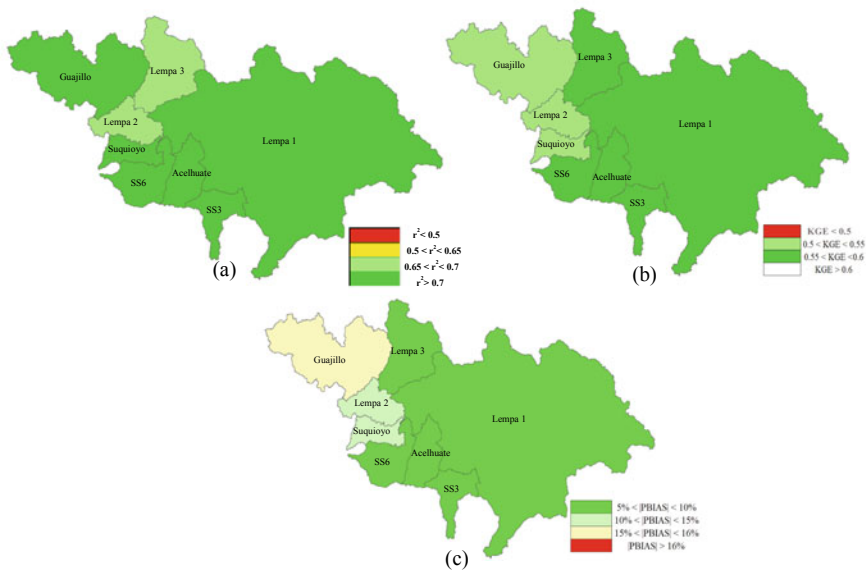 Guajillo
Lempa 3
Lempa 2
Suquioyo
Lempa 1
Acelhuate
SS6
SS3
r² < 0.5
0.5 < r² < 0.65
0.65 < r² < 0.7
r² > 0.7
(a)
Guajillo
Lempa 3
Lempa 2
Suquioyo
Lempa 1
SS6
Acelhuate
SS3
KGE < 0.5
0.5 < KGE < 0.55
0.55 < KGE <0.6
KGE > 0.6
(b)
Guajillo
Lempa 3
Lempa 2
Suquioyo
Lempa 1
Acelhuate
SS6
SS3
5% < |PBIAS| < 10%
10% < |PBIAS| < 15%
15% < |PBIAS| < 16%
|PBIAS| > 16%
(c)